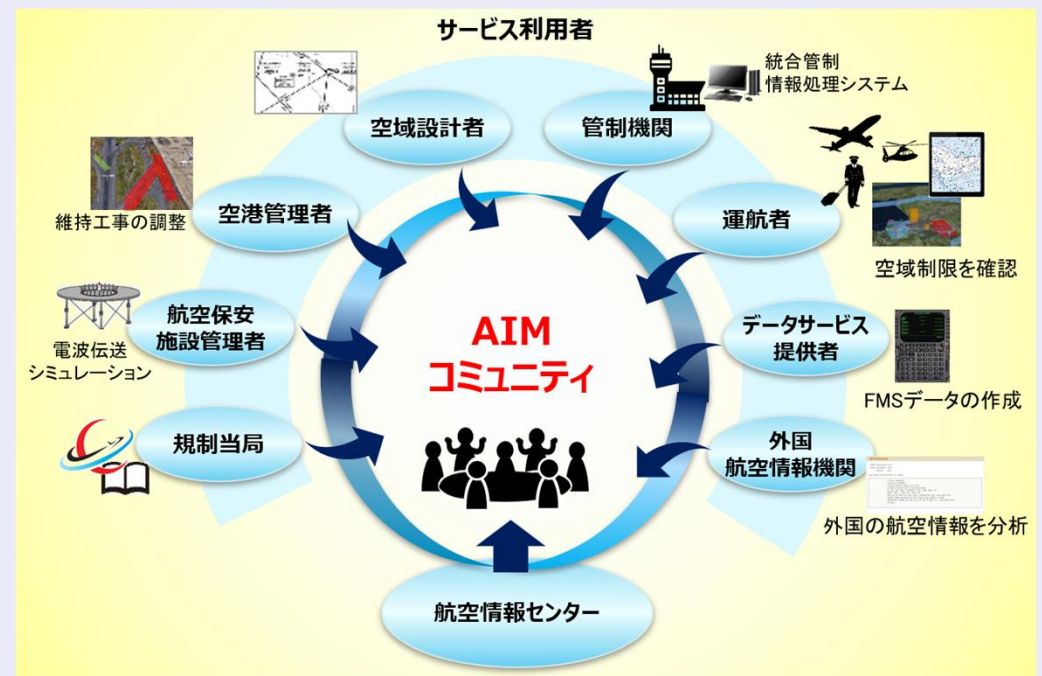 サービス利用者
空域設計者
管制機関
統合管制
情報処理システム
空港管理者
維持工事の調整
運航者
空域制限を確認
航空保安
施設管理者
電波伝送
シミュレーション
AIM
コミュニティ
データサービス
提供者
FMSデータの作成
規制当局
外国
航空情報機関
外国の航空情報を分析
航空情報センター